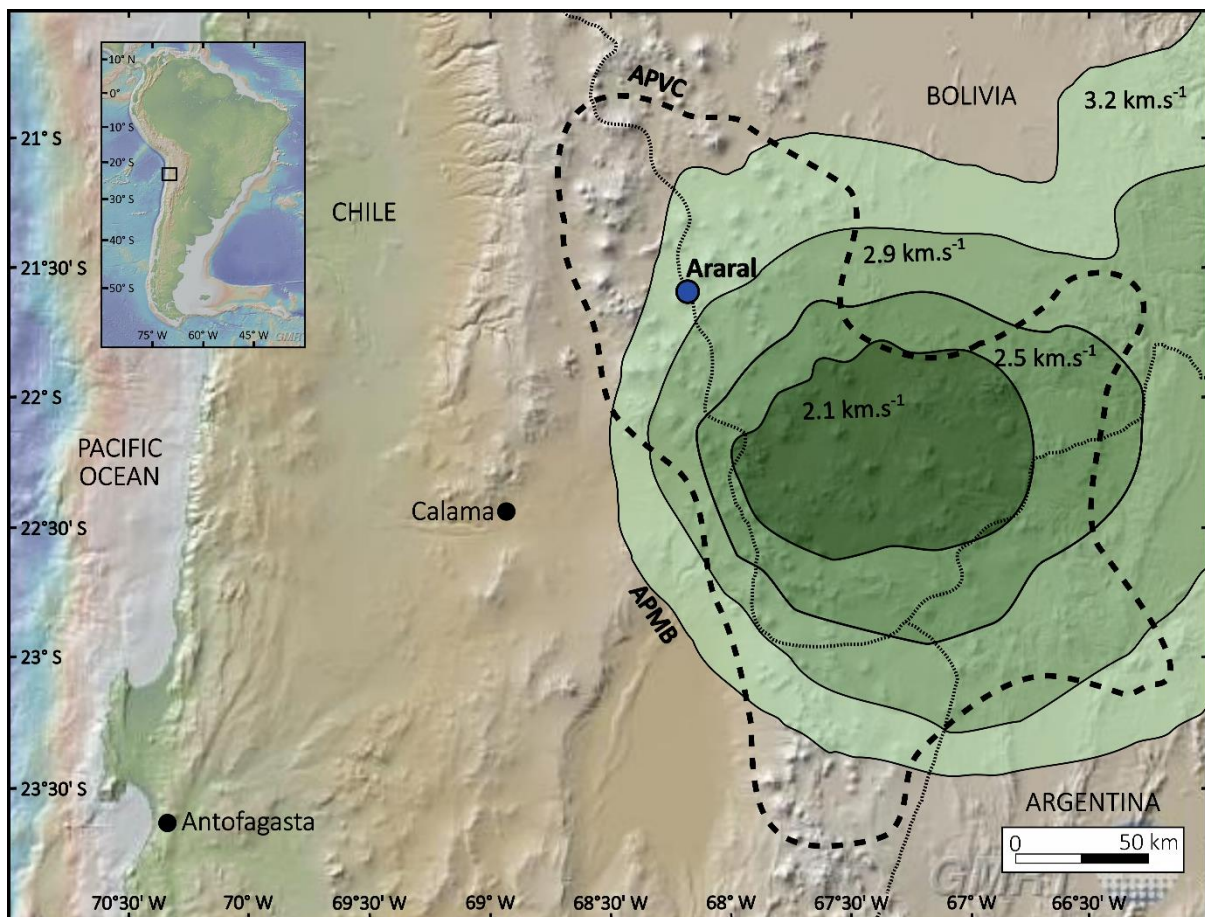 10° N
0°
10° S
20° S
30° S
40° S
50° S
75° W
60° W
45° W
GMRT
APVC
BOLIVIA
3.2 km.s⁻¹
21° S
CHILE
2.9 km.s⁻¹
21°30' S
Araral
2.5 km.s⁻¹
22° S
2.1 km.s⁻¹
PACIFIC
OCEAN
22°30' S
Calama
APMB
23° S
23°30' S
Antofagasta
ARGENTINA
0 50 km
GMRT
70°30' W
70° W
69°30' W
69° W
68°30' W
68° W
67°30' W
67° W
66°30' W